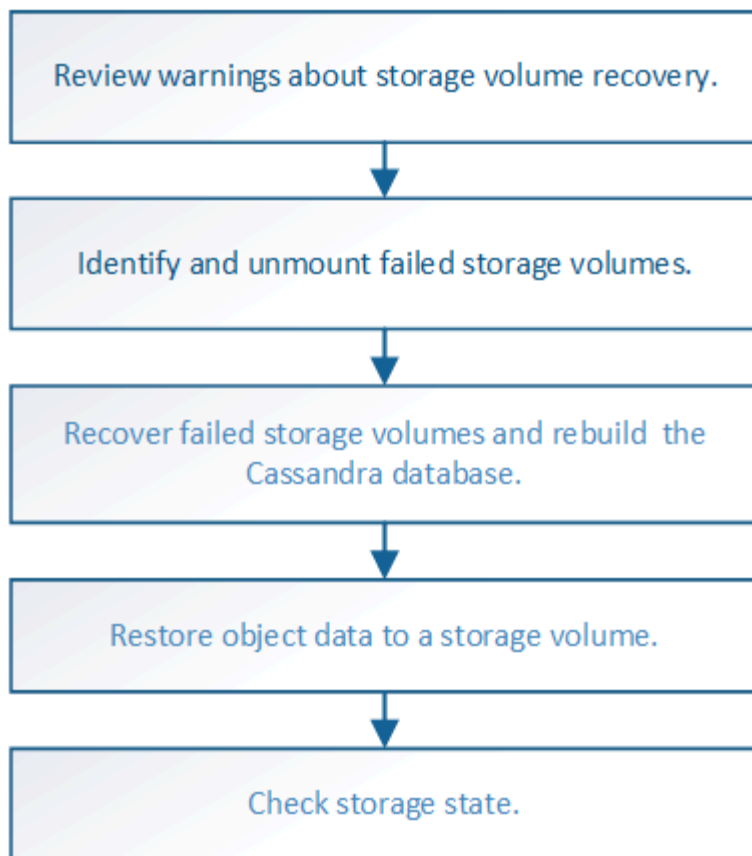 Review warnings about storage volume recovery.
Identify and unmount failed storage volumes.
Recover failed storage volumes and rebuild the
Cassandra database.
Restore object data to a storage volume.
Check storage state.